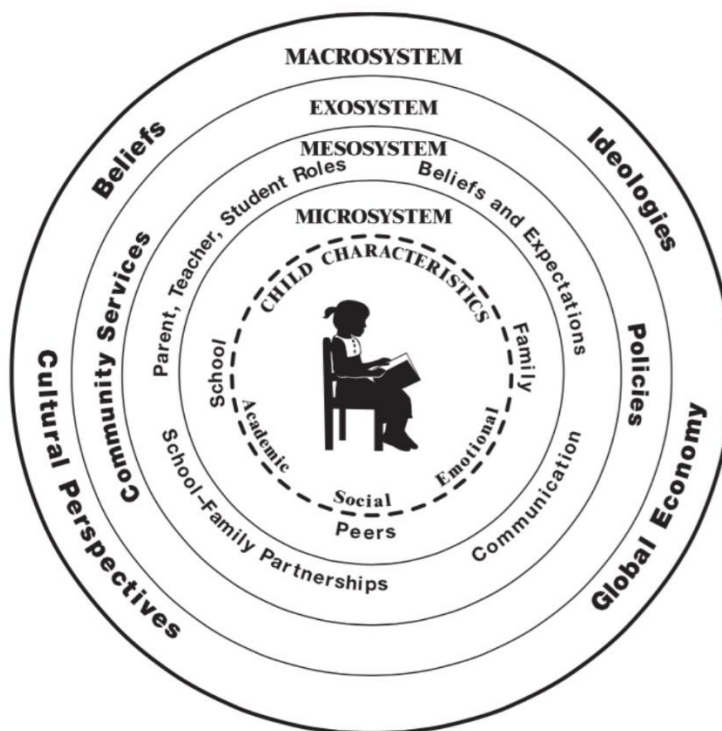 MACROSYSTEM
Beliefs
Ideologies
Cultural Perspectives
Global Economy
EXOSYSTEM
Community Services
Policies
MESOSYSTEM
Parent, Teacher, Student Roles
Beliefs and Expectations
School–Family Partnerships
Communication
MICROSYSTEM
School
Family
Peers
CHILD CHARACTERISTICS
Academic
Social
Emotional